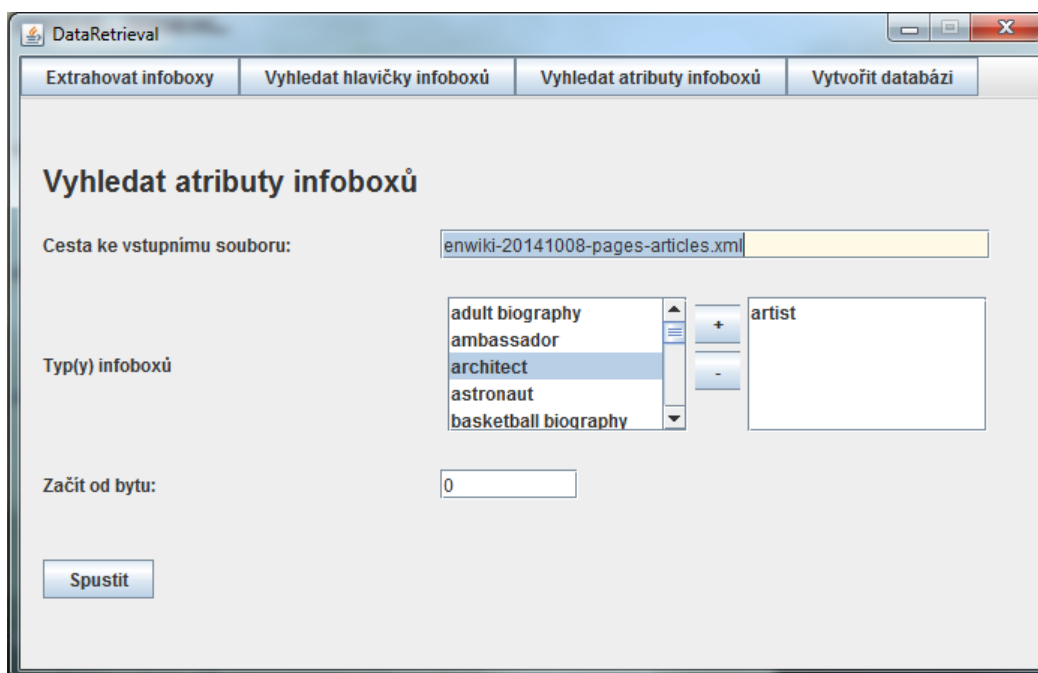 DataRetrieval
Extrahovat infoboxy Vyhledat hlavičky infoboxů Vyhledat atributy infoboxů Vytvořit databázi
Vyhledat atributy infoboxů
Cesta ke vstupnímu souboru: enwiki-20141008-pages-articles.xml
Typ(y) infoboxů
adult biography
ambassador
architect
astronaut
basketball biography
+
-
artist
Začít od bytu: 0
Spustit